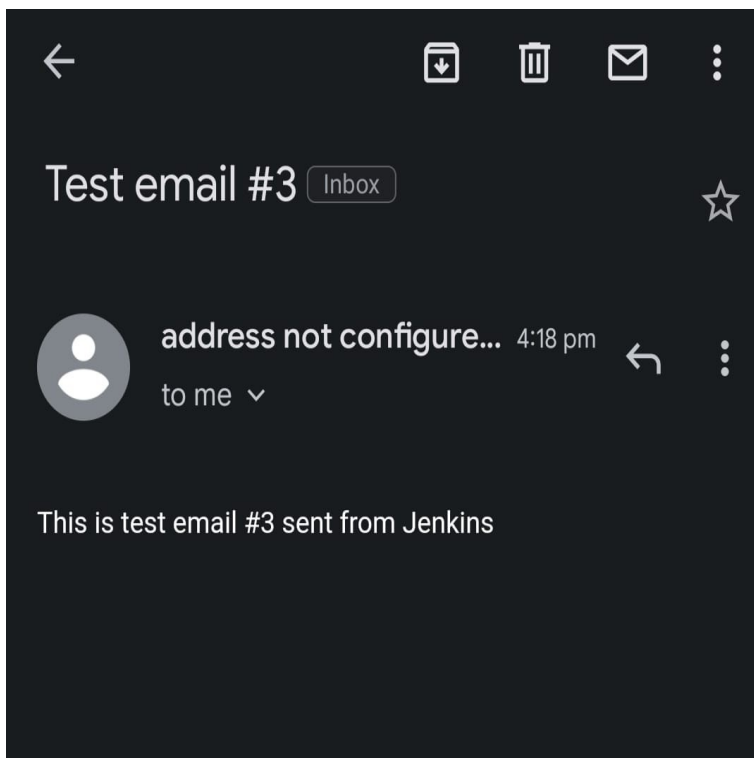 Test email #3 Inbox
address not configure... 4:18 pm
to me
This is test email #3 sent from Jenkins